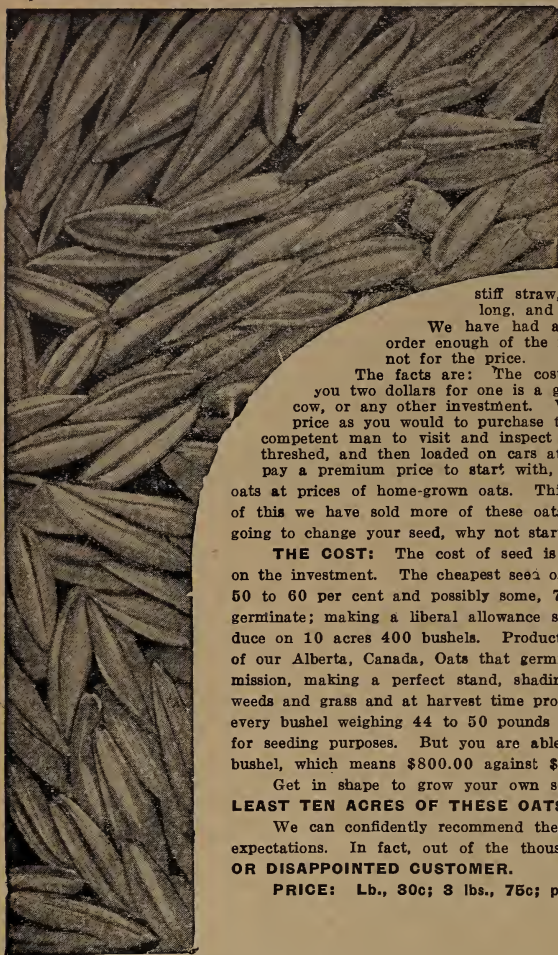 stiff straw,
long, and
We have had a
order enough of the
not for the price.
The facts are: The cos
you two dollars for one is a g
cow, or any other investment.
price as you would to purchase t
competent man to visit and inspect
threshed, and then loaded on cars a
pay a premium price to start with,
oats at prices of home-grown oats. Thi
of this we have sold more of these oat
going to change your seed, why not star
THE COST: The cost of seed is
on the investment. The cheapest seed o
50 to 60 per cent and possibly some, 7
germinate; making a liberal allowance s
duce on 10 acres 400 bushels. Product
of our Alberta, Canada, Oats that germ
mission, making a perfect stand, shadin
weeds and grass and at harvest time pro
every bushel weighing 44 to 50 pounds
for seeding purposes. But you are able
bushel, which means $800.00 against $
Get in shape to grow your own s
LEAST TEN ACRES OF THESE OATS
We can confidently recommend the
expectations. In fact, out of the thous
OR DISAPPOINTED CUSTOMER.
PRICE: Lb., 30c; 3 lbs., 75c; p